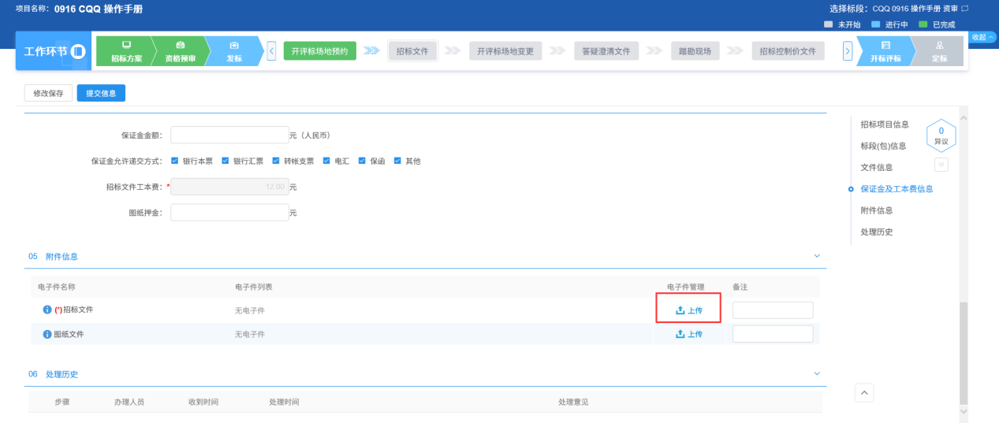 项目名称: 0916 CQQ 操作手册
选择标段: CQQ 0916 操作手册 资审
未开始 进行中 已完成
收起
工作环节
招标方案 资格预审 发标
开评标场地预约 招标文件 开评标场地变更 答疑澄清文件 踏勘现场 招标控制价文件
开标评标 定标
修改保存 提交信息
保证金金额: 元（人民币）
保证金允许递交方式: 银行本票 银行汇票 转帐支票 电汇 保函 其他
招标文件工本费: * 12.00 元
图纸押金: 元
05 附件信息
电子件名称 电子件列表 电子件管理 备注
(*)招标文件 无电子件 上传
图纸文件 无电子件 上传
06 处理历史
步骤 办理人员 收到时间 处理时间 处理意见
招标项目信息
标段(包)信息
文件信息
保证金及工本费信息
附件信息
处理历史
0
异议